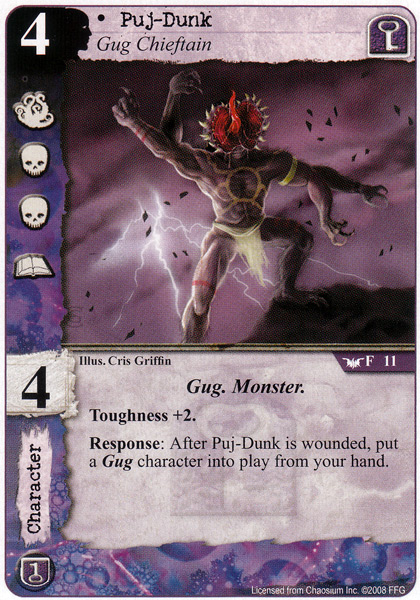 4
• Puj-Dunk
Gug Chieftain
Illus. Cris Griffin
F 11
4
Gug. Monster.
Toughness +2.
Response: After Puj-Dunk is wounded, put
a Gug character into play from your hand.
Character
Licensed from Chaosium Inc. ©2008 FFG